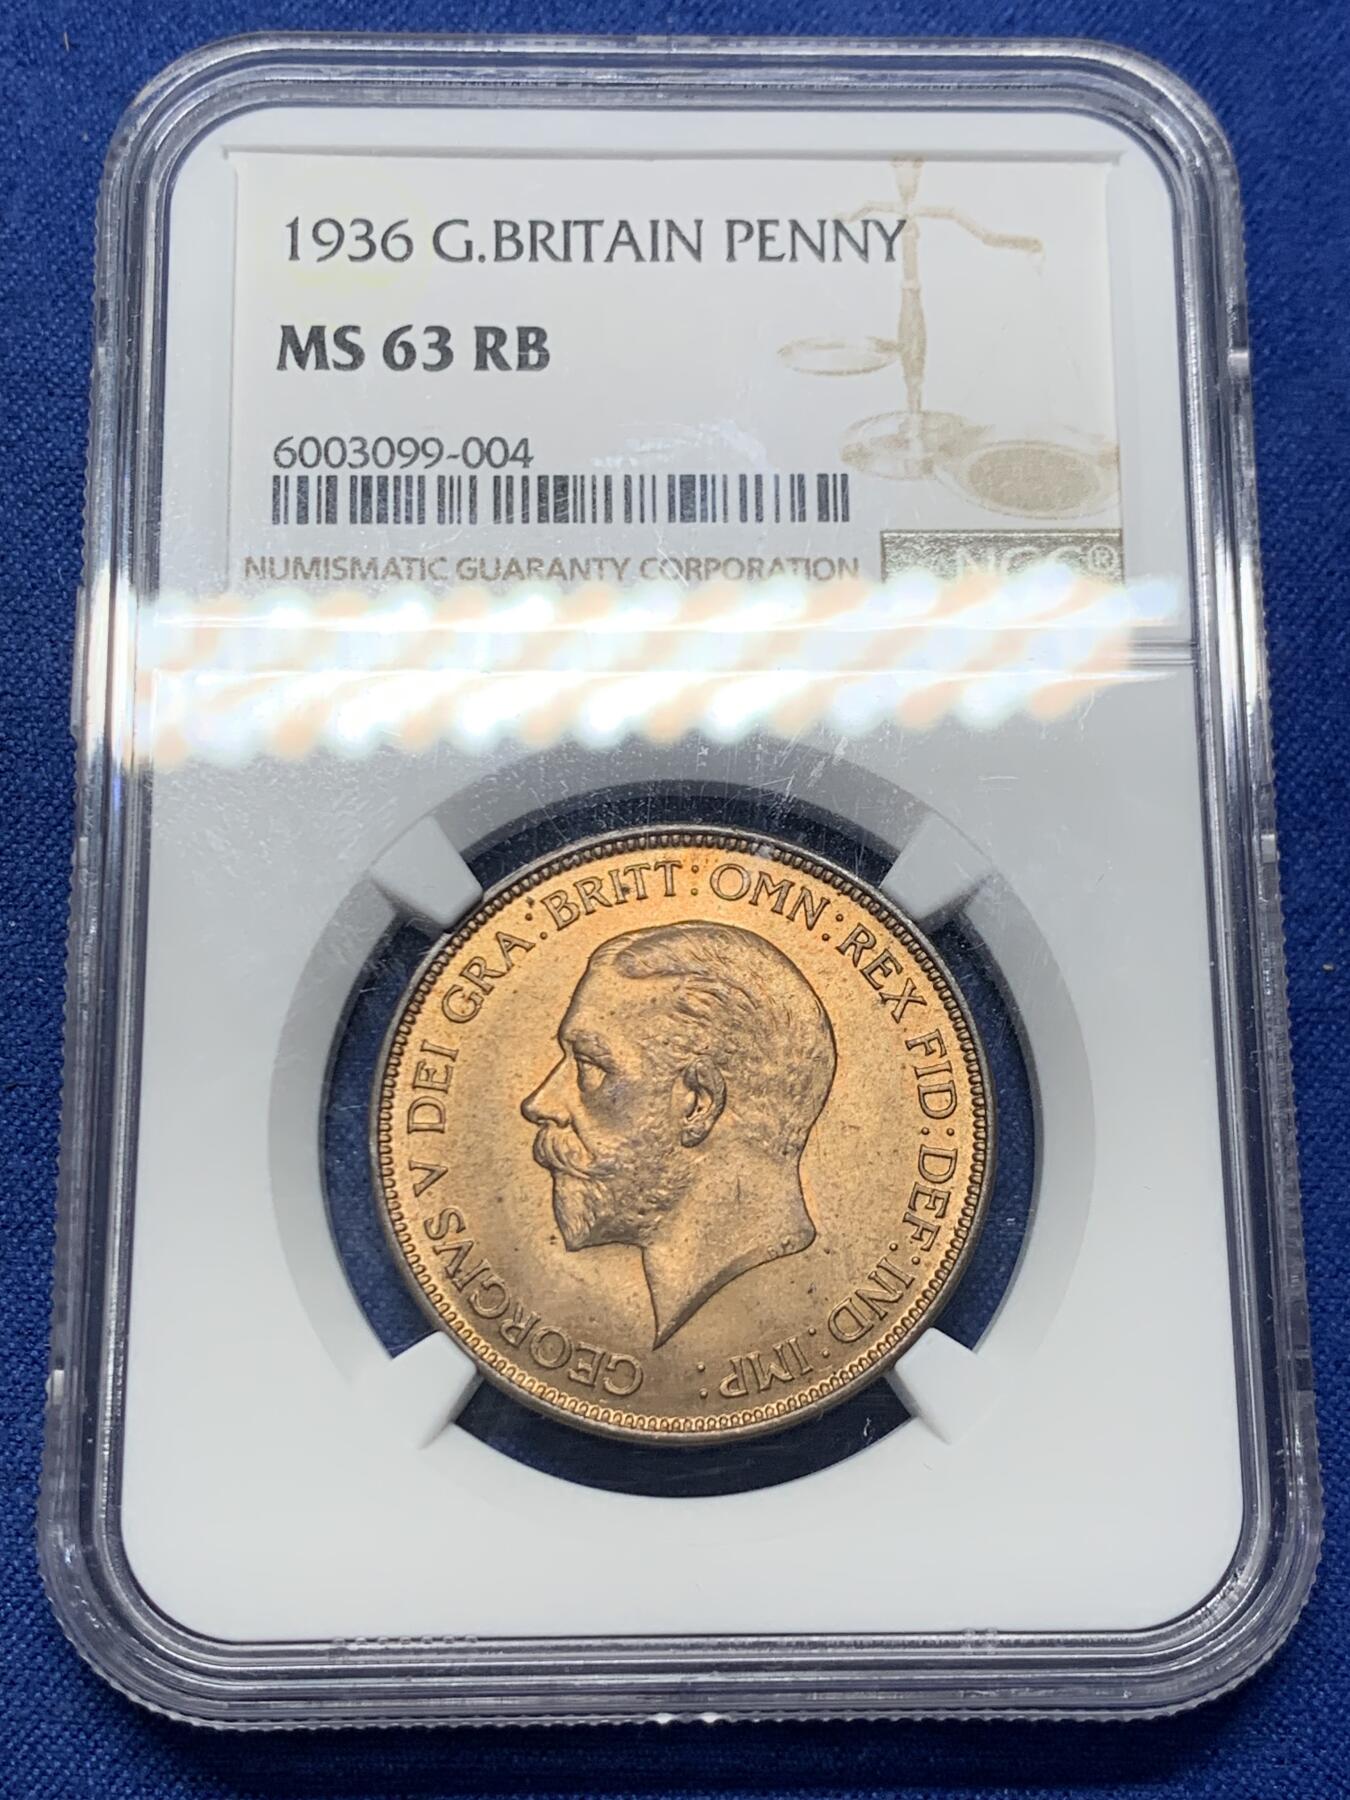 1936 G.BRITAIN PENNY
MS 63 RB
6003099-004
NUMISMATIC GUARANTY CORPORATION
NGC®
GEORGIVS V DEI GRA: BRITT: OMN: REX FID: DEF: IND: IMP: